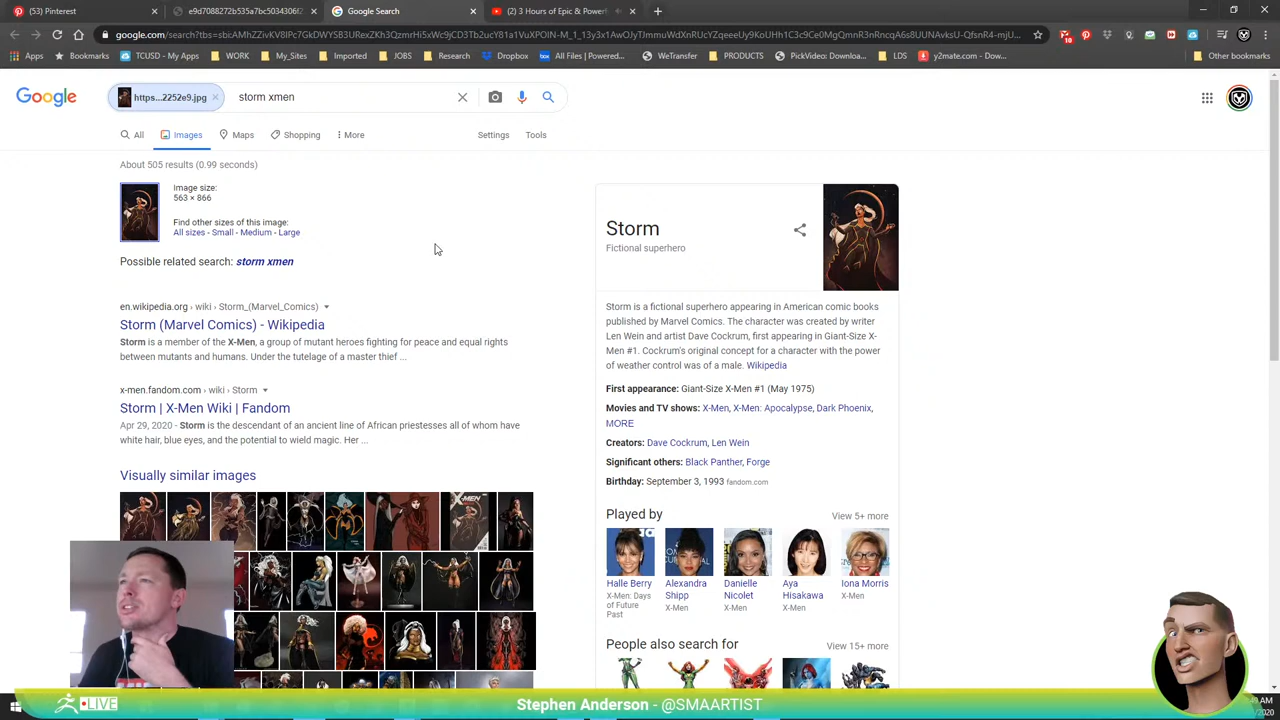 (53) Pinterest
e9d7088272b535a7bc5034306f2
Google Search
(2) 3 Hours of Epic & Powerf
google.com/search?tbs=sbi:AMhZZivKV8IPc7GkDWYSB3URexZKh3QzmrHi5xWc9jCD3Tb2ucY81a1VuXPOIN-M_1_13y3x1AwOJyTJmmuWdXnRUcYZqeeeUy9KoUHh1C3c9Ce0MgQmnR3nRncqA6s8UUNAvksU-QfsnR4-mjU
Apps
Bookmarks
TCUSD - My Apps
WORK
My_Sites
Imported
JOBS
Research
Dropbox
All Files | Powered...
WeTransfer
PRODUCTS
PickVideo: Downloa...
LDS
y2mate.com - Dow...
Other bookmarks
Google
https...2252e9.jpg
storm xmen
All
Images
Maps
Shopping
More
Settings
Tools
About 505 results (0.99 seconds)
Image size:
563 × 866
Find other sizes of this image:
All sizes - Small - Medium - Large
Possible related search: storm xmen
en.wikipedia.org › wiki › Storm_(Marvel_Comics)
Storm (Marvel Comics) - Wikipedia
Storm is a member of the X-Men, a group of mutant heroes fighting for peace and equal rights
between mutants and humans. Under the tutelage of a master thief ...
x-men.fandom.com › wiki › Storm
Storm | X-Men Wiki | Fandom
Apr 29, 2020 - Storm is the descendant of an ancient line of African priestesses all of whom have
white hair, blue eyes, and the potential to wield magic. Her ...
Visually similar images
Storm
Fictional superhero
Storm is a fictional superhero appearing in American comic books
published by Marvel Comics. The character was created by writer
Len Wein and artist Dave Cockrum, first appearing in Giant-Size X-
Men #1. Cockrum's original concept for a character with the power
of weather control was of a male. Wikipedia
First appearance: Giant-Size X-Men #1 (May 1975)
Movies and TV shows: X-Men, X-Men: Apocalypse, Dark Phoenix,
MORE
Creators: Dave Cockrum, Len Wein
Significant others: Black Panther, Forge
Birthday: September 3, 1993 fandom.com
Played by
View 5+ more
Halle Berry
X-Men: Days
of Future
Past
Alexandra
Shipp
X-Men
Danielle
Nicolet
X-Men
Aya
Hisakawa
X-Men
Iona Morris
X-Men
People also search for
View 15+ more
LIVE
Stephen Anderson - @SMAARTIST